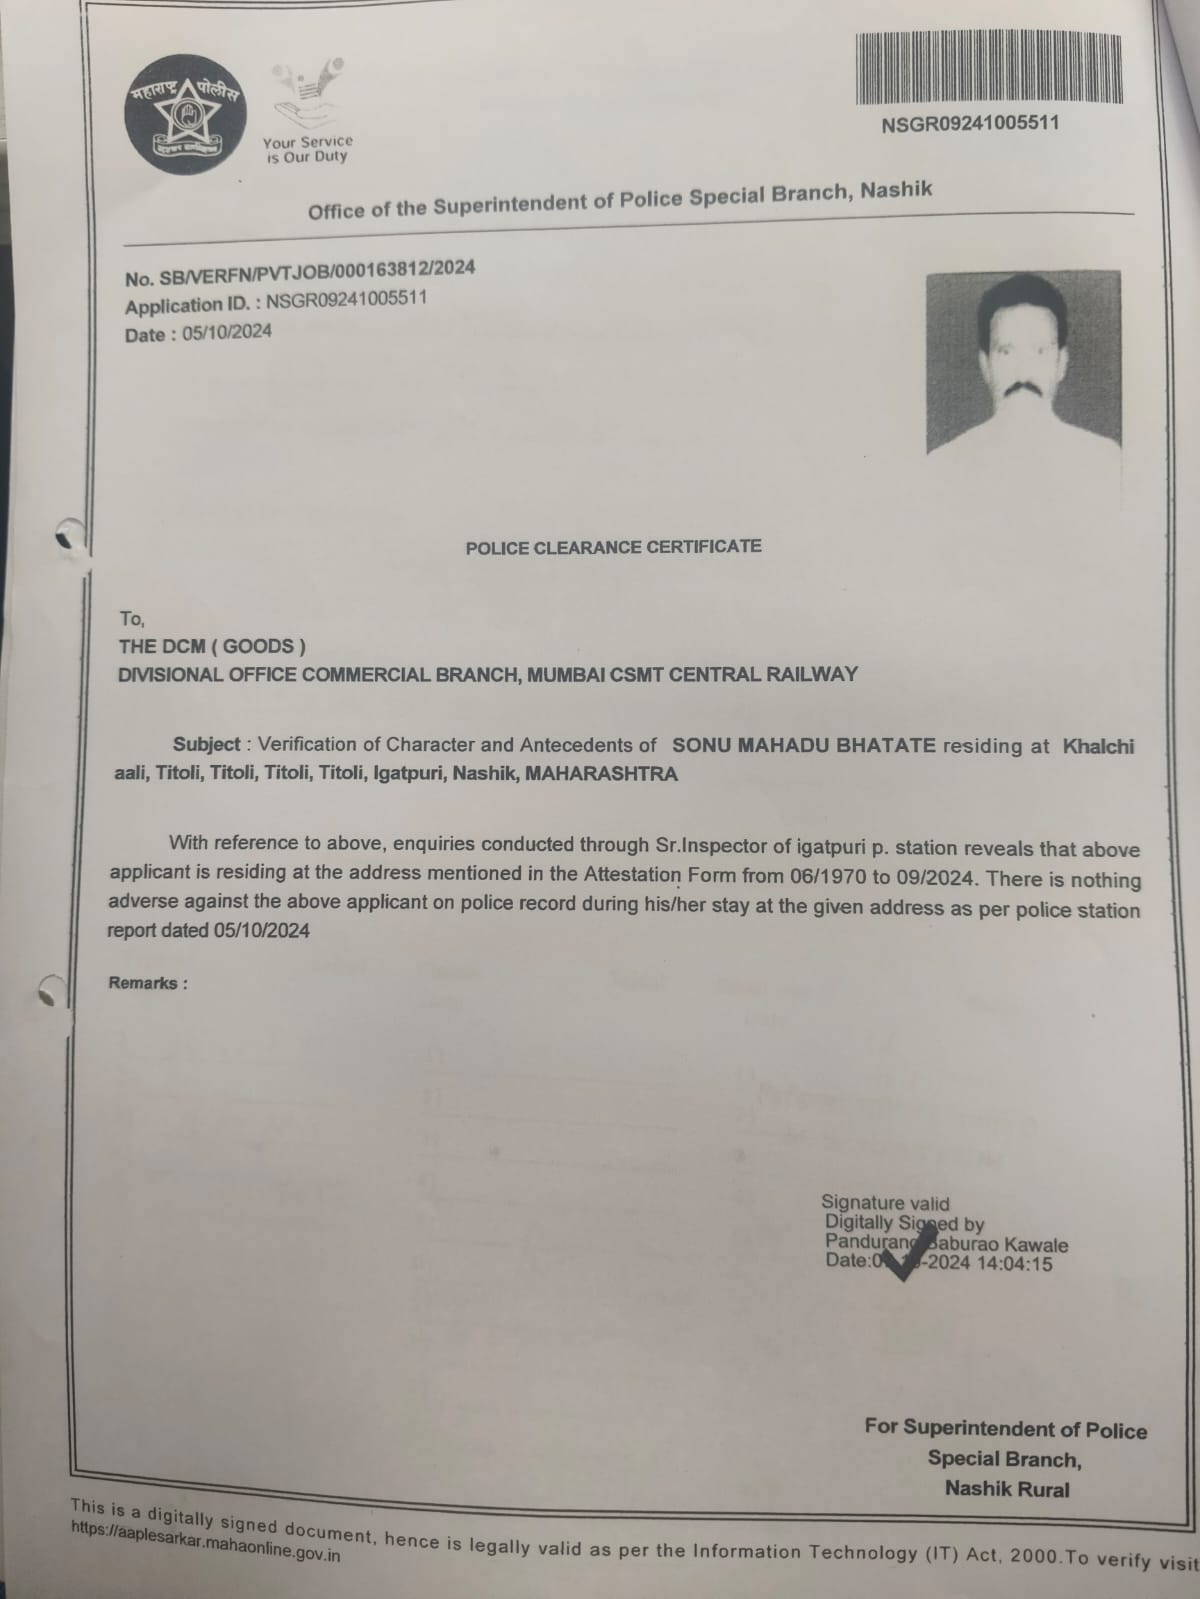 महाराष्ट्र पोलीस
Your Service
is Our Duty
NSGR09241005511
Office of the Superintendent of Police Special Branch, Nashik
No. SB/VERFN/PVTJOB/000163812/2024
Application ID. : NSGR09241005511
Date : 05/10/2024
POLICE CLEARANCE CERTIFICATE
To,
THE DCM ( GOODS )
DIVISIONAL OFFICE COMMERCIAL BRANCH, MUMBAI CSMT CENTRAL RAILWAY
Subject : Verification of Character and Antecedents of SONU MAHADU BHATATE residing at Khalchi
aali, Titoli, Titoli, Titoli, Titoli, Igatpuri, Nashik, MAHARASHTRA
With reference to above, enquiries conducted through Sr.Inspector of igatpuri p. station reveals that above
applicant is residing at the address mentioned in the Attestation Form from 06/1970 to 09/2024. There is nothing
adverse against the above applicant on police record during his/her stay at the given address as per police station
report dated 05/10/2024
Remarks :
Signature valid
Digitally Signed by
Pandurang Baburao Kawale
-2024 14:04:15
For Superintendent of Police
Special Branch,
Nashik Rural
This is a digitally signed document, hence is legally valid as per the Information Technology (IT) Act, 2000.To verify visit
https://aaplesarkar.mahaonline.gov.in